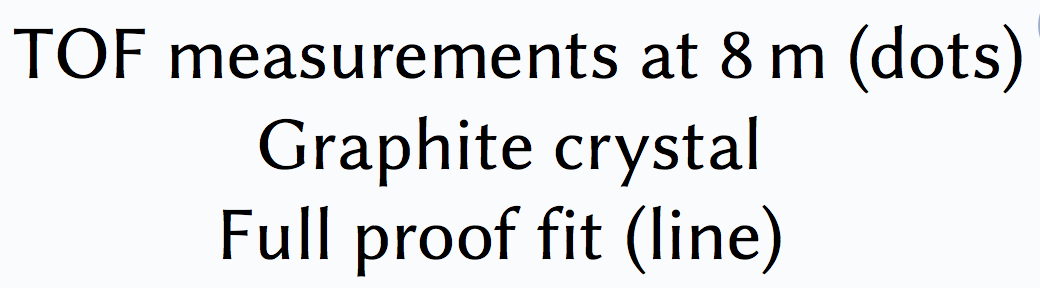 TOF measurements at 8 m (dots)
Graphite crystal
Full proof fit (line)